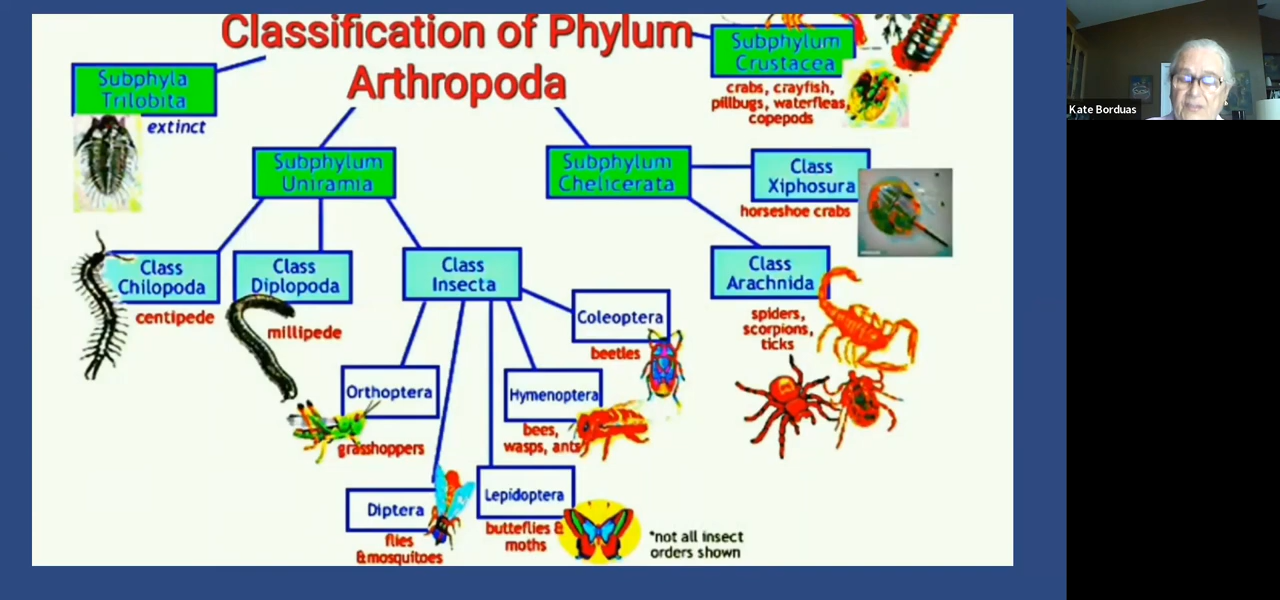 Classification of Phylum
Arthropoda
Subphyla
Trilobita
extinct
Subphylum
Crustacea
crabs, crayfish,
pillbugs, waterfleas,
copepods
Subphylum
Uniramia
Subphylum
Chelicerata
Class
Xiphosura
horseshoe crabs
Class
Chilopoda
centipede
Class
Diplopoda
millipede
Class
Insecta
Class
Arachnida
spiders,
scorpions,
ticks
Coleoptera
beetles
Orthoptera
grasshoppers
Hymenoptera
bees,
wasps, ants
Diptera
flies
&mosquitoes
Lepidoptera
butteflies &
moths
*not all insect
orders shown
Kate Borduas